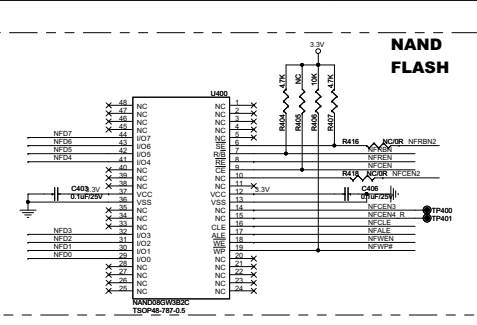 NAND
FLASH
3.3V
4.7K
NC
10K
4.7K
R404
R405
R406
R407
U400
48 NC NC 1
47 NC NC 2
46 NC NC 3
45 NC NC 4
NFD7 44 I/O7 NC 5
NFD6 43 I/O6 SE 6 R416 NC/0R NFRBN2
NFD5 42 I/O5 R/B 7 NFRBN
NFD4 41 I/O4 RE 8 NFREN
40 NC CE 9 NFCEN
39 NC NC 10 R418 NC/0R NFCEN2
38 NC NC 11
C403 3.3V 37 VCC VCC 12 3.3V C406
0.1uF/25V 36 VSS VSS 13 0.1uF/25V
35 NC NC 14 NFCEN3 TP400
34 NC NC 15 NFCEN4_R TP401
33 NC CLE 16 NFCLE
NFD3 32 I/O3 ALE 17 NFALE
NFD2 31 I/O2 WE 18 NFWEN
NFD1 30 I/O1 WP 19 NFWP#
NFD0 29 I/O0 NC 20
28 NC NC 21
27 NC NC 22
26 NC NC 23
25 NC NC 24
NAND08GW3B2C
TSOP48-787-0.5